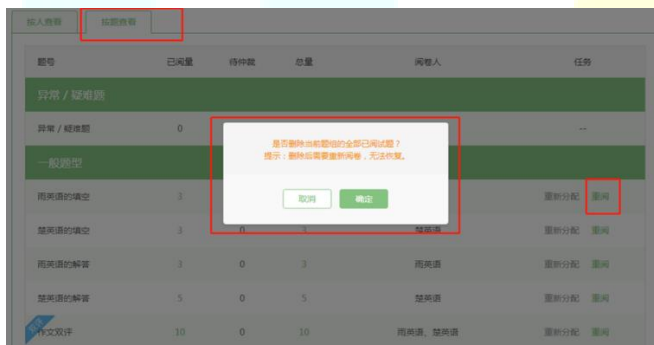 按人查看 按题查看
题号 已阅量 待仲裁 总量 阅卷人 任务
异常 / 疑难题
异常 / 疑难题 0 --
是否删除当前题组的全部已阅试题？
提示：删除后需要重新阅卷，无法恢复。
一般题型
取消 确定
雨英语的填空 3 重新分配 重阅
楚英语的填空 3 0 3 楚英语 重新分配 重阅
雨英语的解答 3 0 3 雨英语 重新分配 重阅
楚英语的解答 5 0 5 楚英语 重新分配 重阅
双评
作文双评 10 0 10 雨英语、楚英语 重新分配 重阅